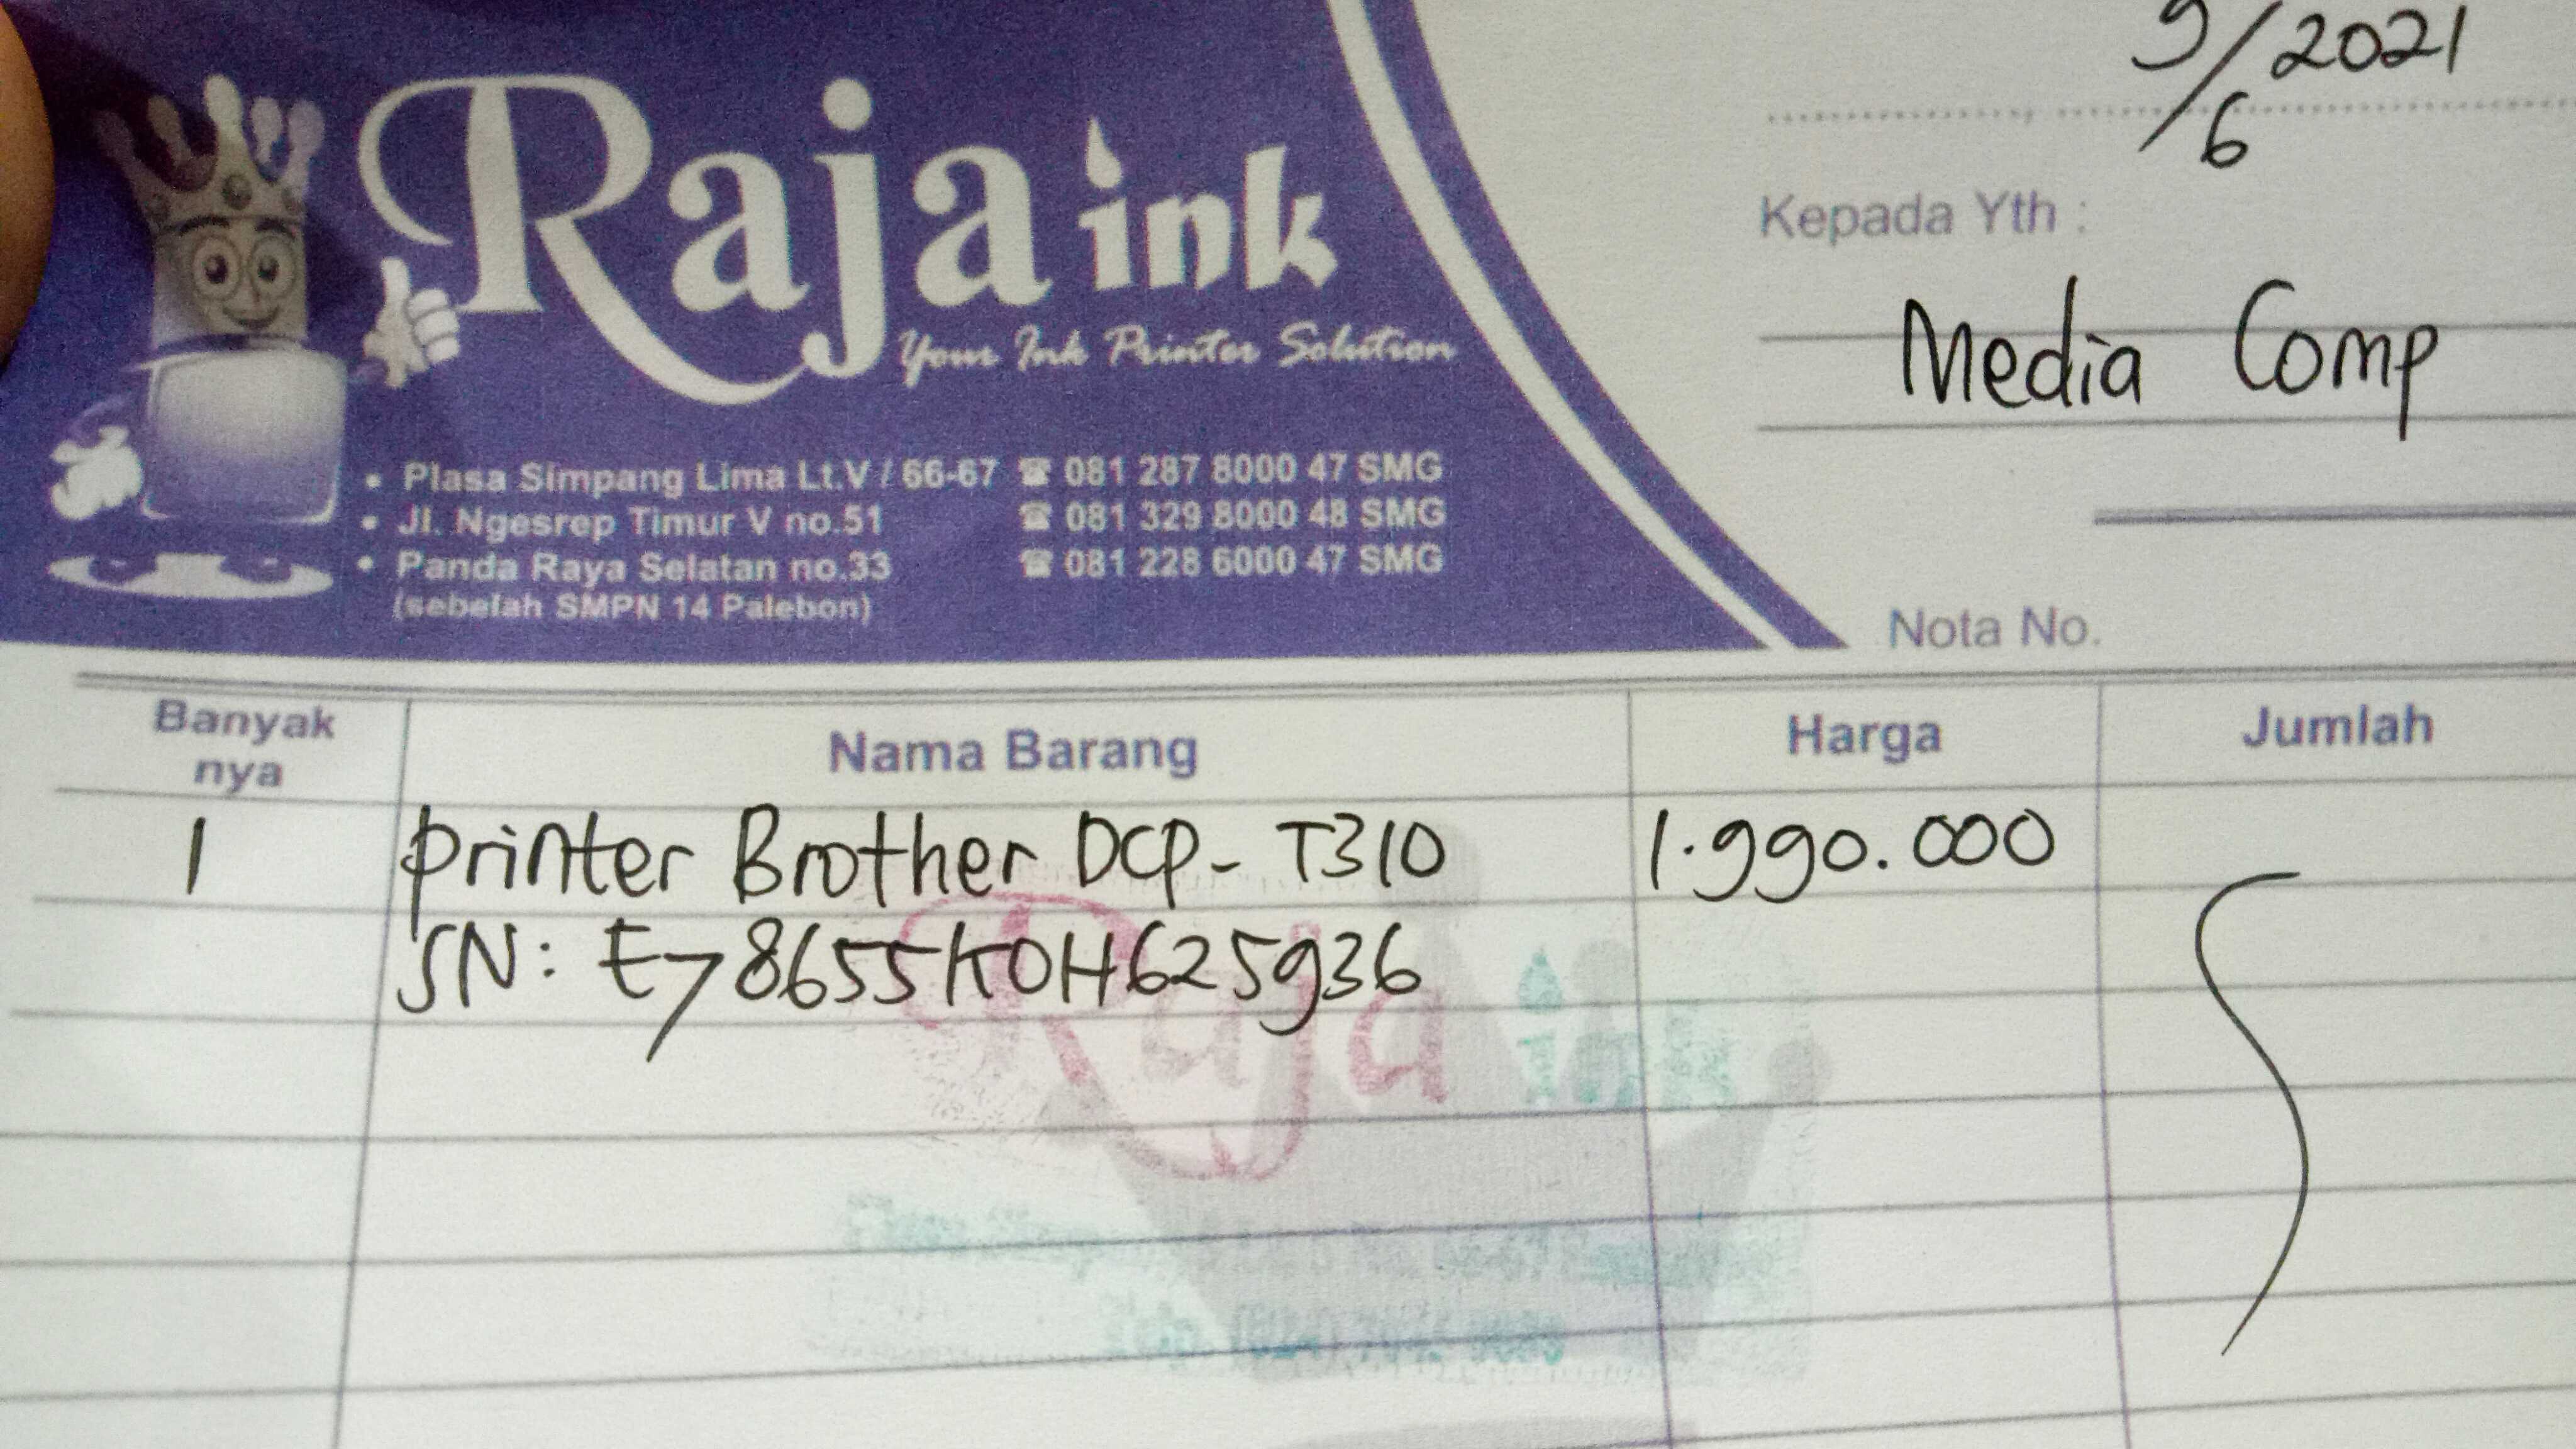 9/6 2021
Raja ink
Your Ink Printer Solution
Kepada Yth :
Media Comp
• Plasa Simpang Lima Lt.V / 66-67 ☎ 081 287 8000 47 SMG
• Jl. Ngesrep Timur V no.51 ☎ 081 329 8000 48 SMG
• Panda Raya Selatan no.33 ☎ 081 228 6000 47 SMG
(sebelah SMPN 14 Palebon)
Nota No.
Banyak
nya
Nama Barang
Harga
Jumlah
1 printer Brother DCP- T310 1.990.000
SN: E78655K0H625936
Raja